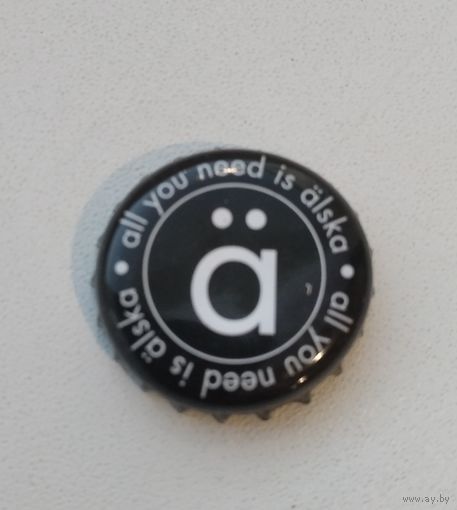 all you need is älska •
all you need is älska •
ä
www.ay.by